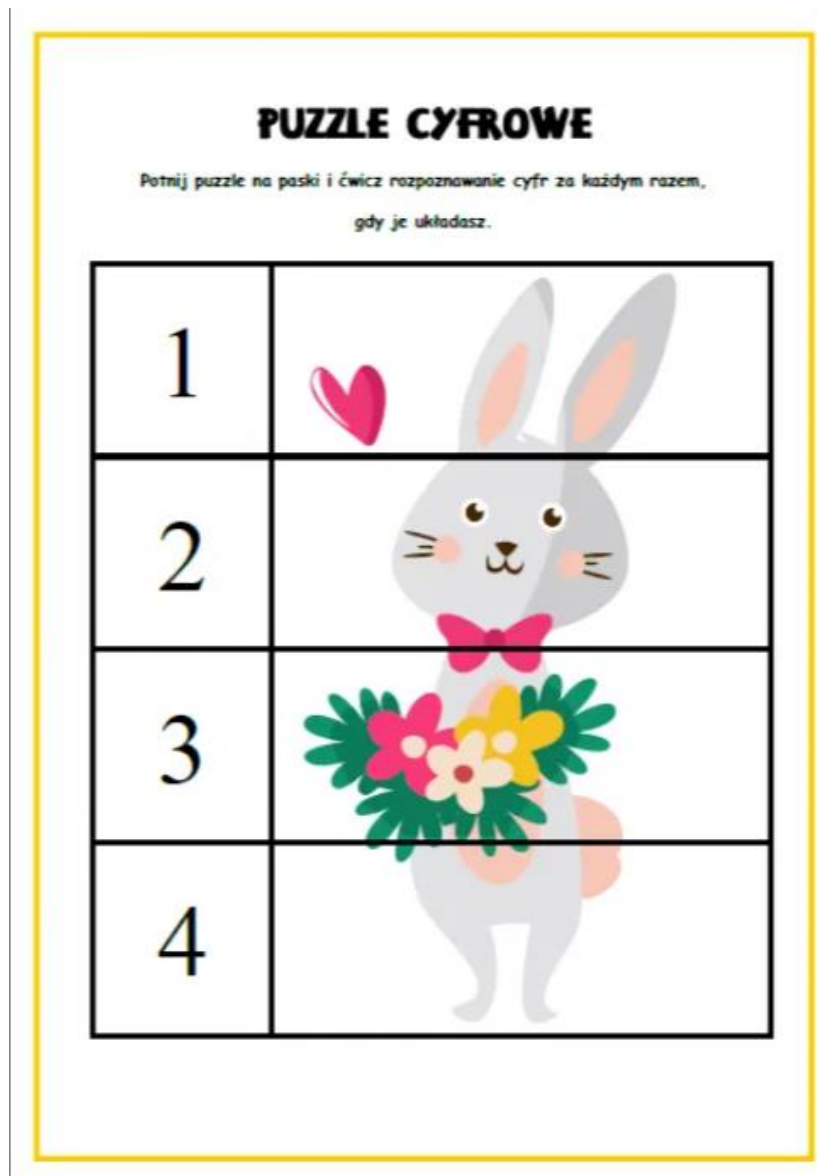 PUZZLE CYFROWE
Potnij puzzle na paski i ćwicz rozpoznawanie cyfr za każdym razem,
gdy je układasz.
1
2
3
4